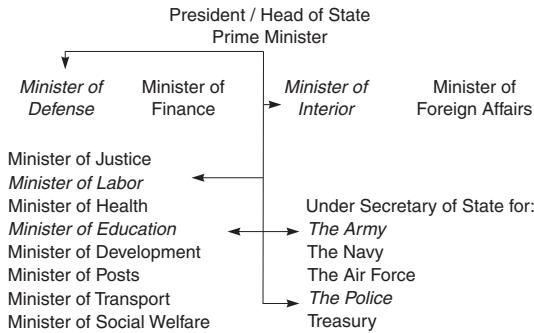 President / Head of State
Prime Minister
Minister of Defense
Minister of Finance
Minister of Interior
Minister of Foreign Affairs
Minister of Justice
Minister of Labor
Minister of Health
Minister of Education
Minister of Development
Minister of Posts
Minister of Transport
Minister of Social Welfare
Under Secretary of State for:
The Army
The Navy
The Air Force
The Police
Treasury